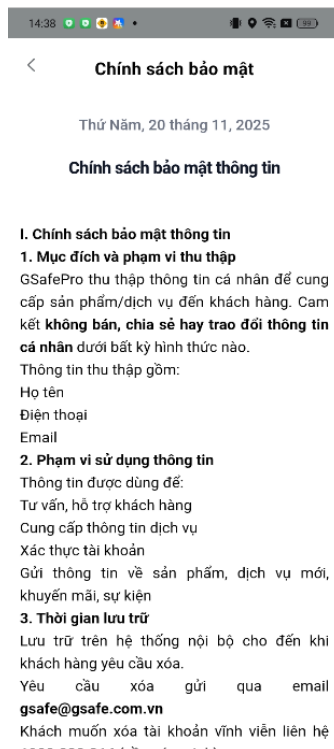 14:38
Chính sách bảo mật
Thứ Năm, 20 tháng 11, 2025
Chính sách bảo mật thông tin
I. Chính sách bảo mật thông tin
1. Mục đích và phạm vi thu thập
GSafePro thu thập thông tin cá nhân để cung
cấp sản phẩm/dịch vụ đến khách hàng. Cam
kết không bán, chia sẻ hay trao đổi thông tin
cá nhân dưới bất kỳ hình thức nào.
Thông tin thu thập gồm:
Họ tên
Điện thoại
Email
2. Phạm vi sử dụng thông tin
Thông tin được dùng để:
Tư vấn, hỗ trợ khách hàng
Cung cấp thông tin dịch vụ
Xác thực tài khoản
Gửi thông tin về sản phẩm, dịch vụ mới,
khuyến mãi, sự kiện
3. Thời gian lưu trữ
Lưu trữ trên hệ thống nội bộ cho đến khi
khách hàng yêu cầu xóa.
Yêu cầu xóa gửi qua email
gsafe@gsafe.com.vn
Khách muốn xóa tài khoản vĩnh viễn liên hệ